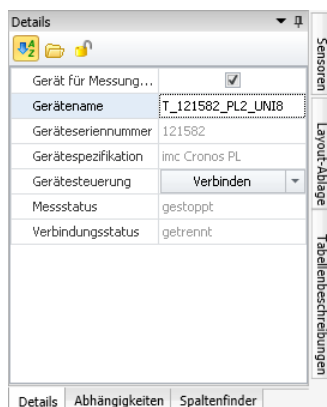 Details
Gerät für Messung...
Gerätename T_121582_PL2_UNI8
Geräteseriennummer 121582
Gerätespezifikation imc Cronos PL
Gerätesteuerung Verbinden
Messstatus gestoppt
Verbindungsstatus getrennt
Details Abhängigkeiten Spaltenfinder
Sensoren
Layout-Ablage
Tabellenbeschreibungen